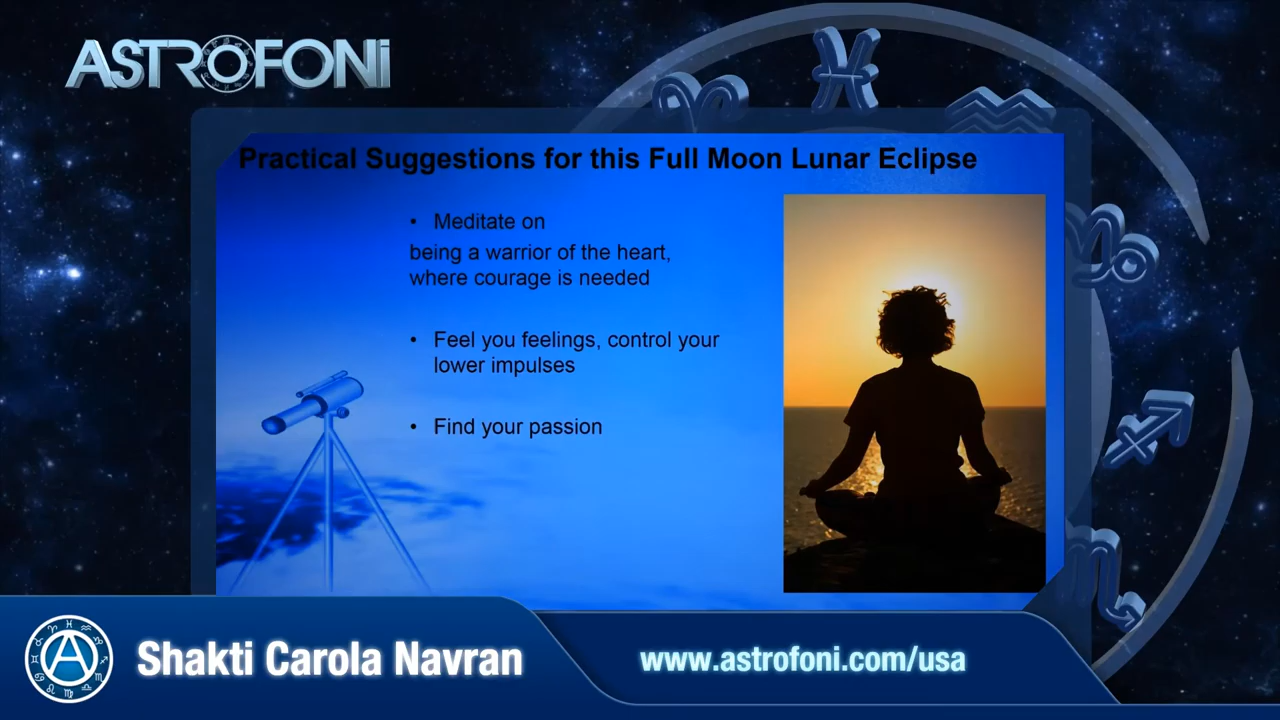 ASTROFONi
Practical Suggestions for this Full Moon Lunar Eclipse
• Meditate on
being a warrior of the heart,
where courage is needed
• Feel you feelings, control your
lower impulses
• Find your passion
Shakti Carola Navran
www.astrofoni.com/usa